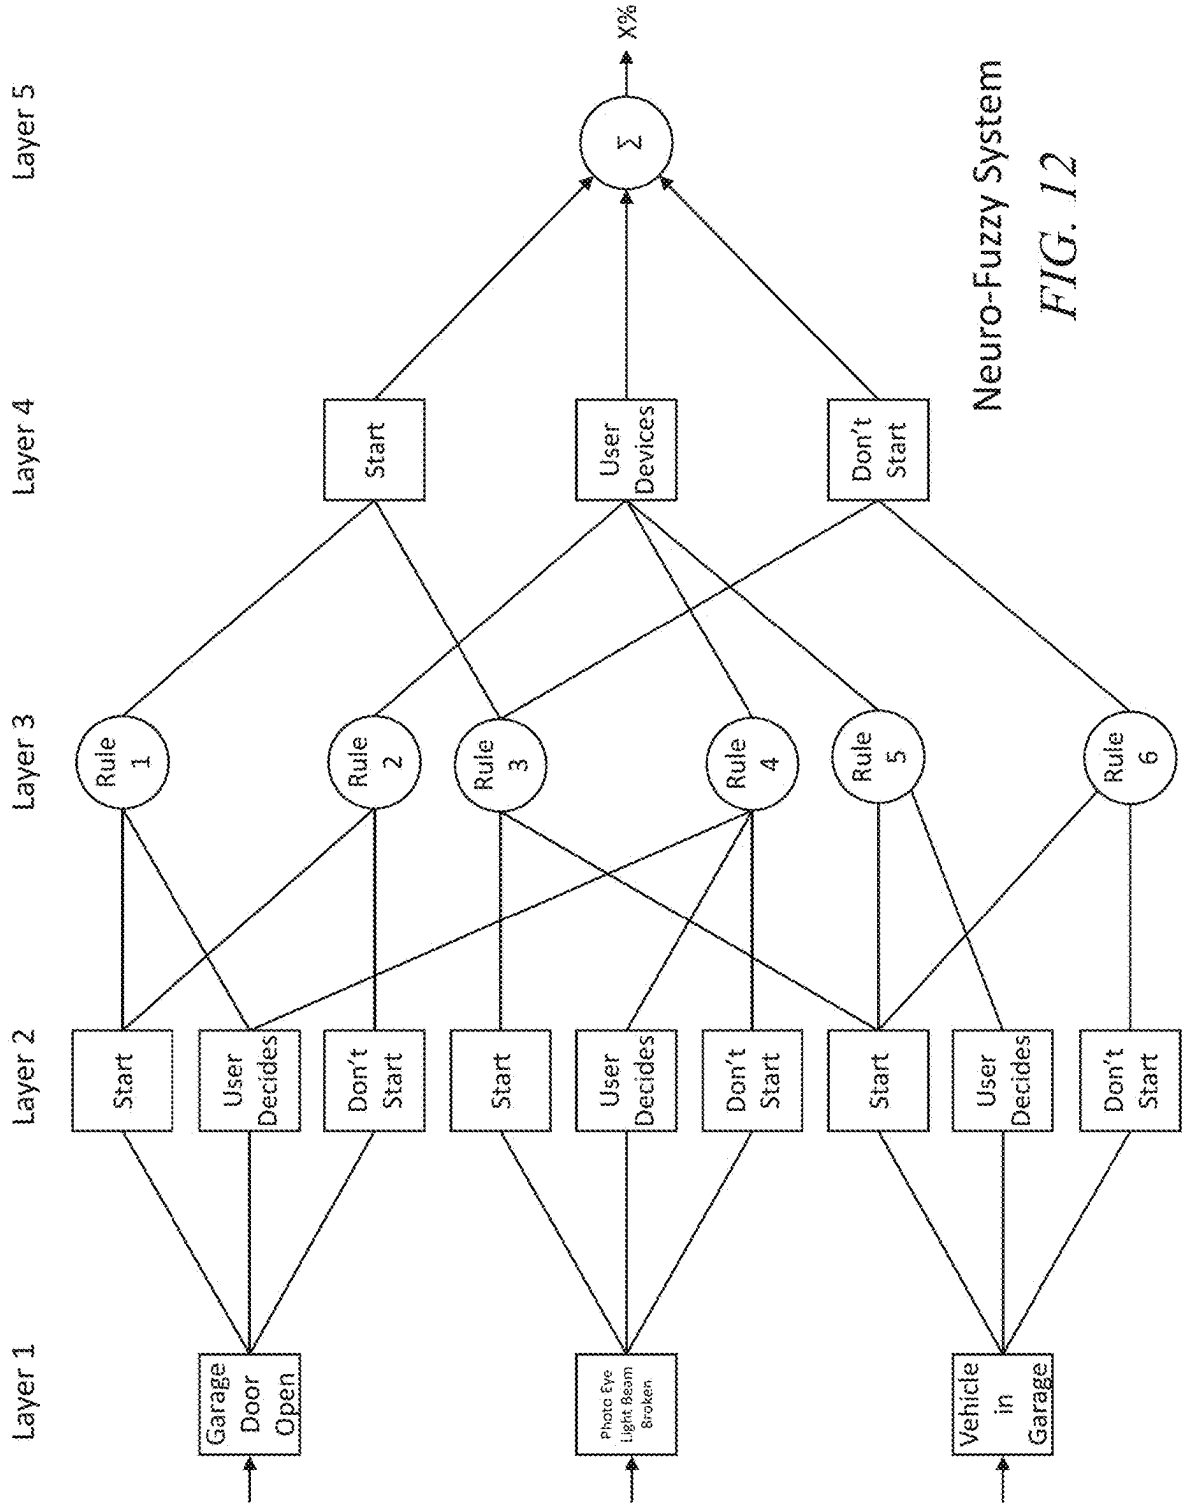 Layer 1
Layer 2
Layer 3
Layer 4
Layer 5
Garage
Door
Open
Photo Eye
Light Beam
Broken
Vehicle
in
Garage
Start
User
Decides
Don't
Start
Start
User
Decides
Don't
Start
Start
User
Decides
Don't
Start
Rule
1
Rule
2
Rule
3
Rule
4
Rule
5
Rule
6
Start
User
Devices
Don't
Start
Σ
X%
Neuro-Fuzzy System
FIG. 12